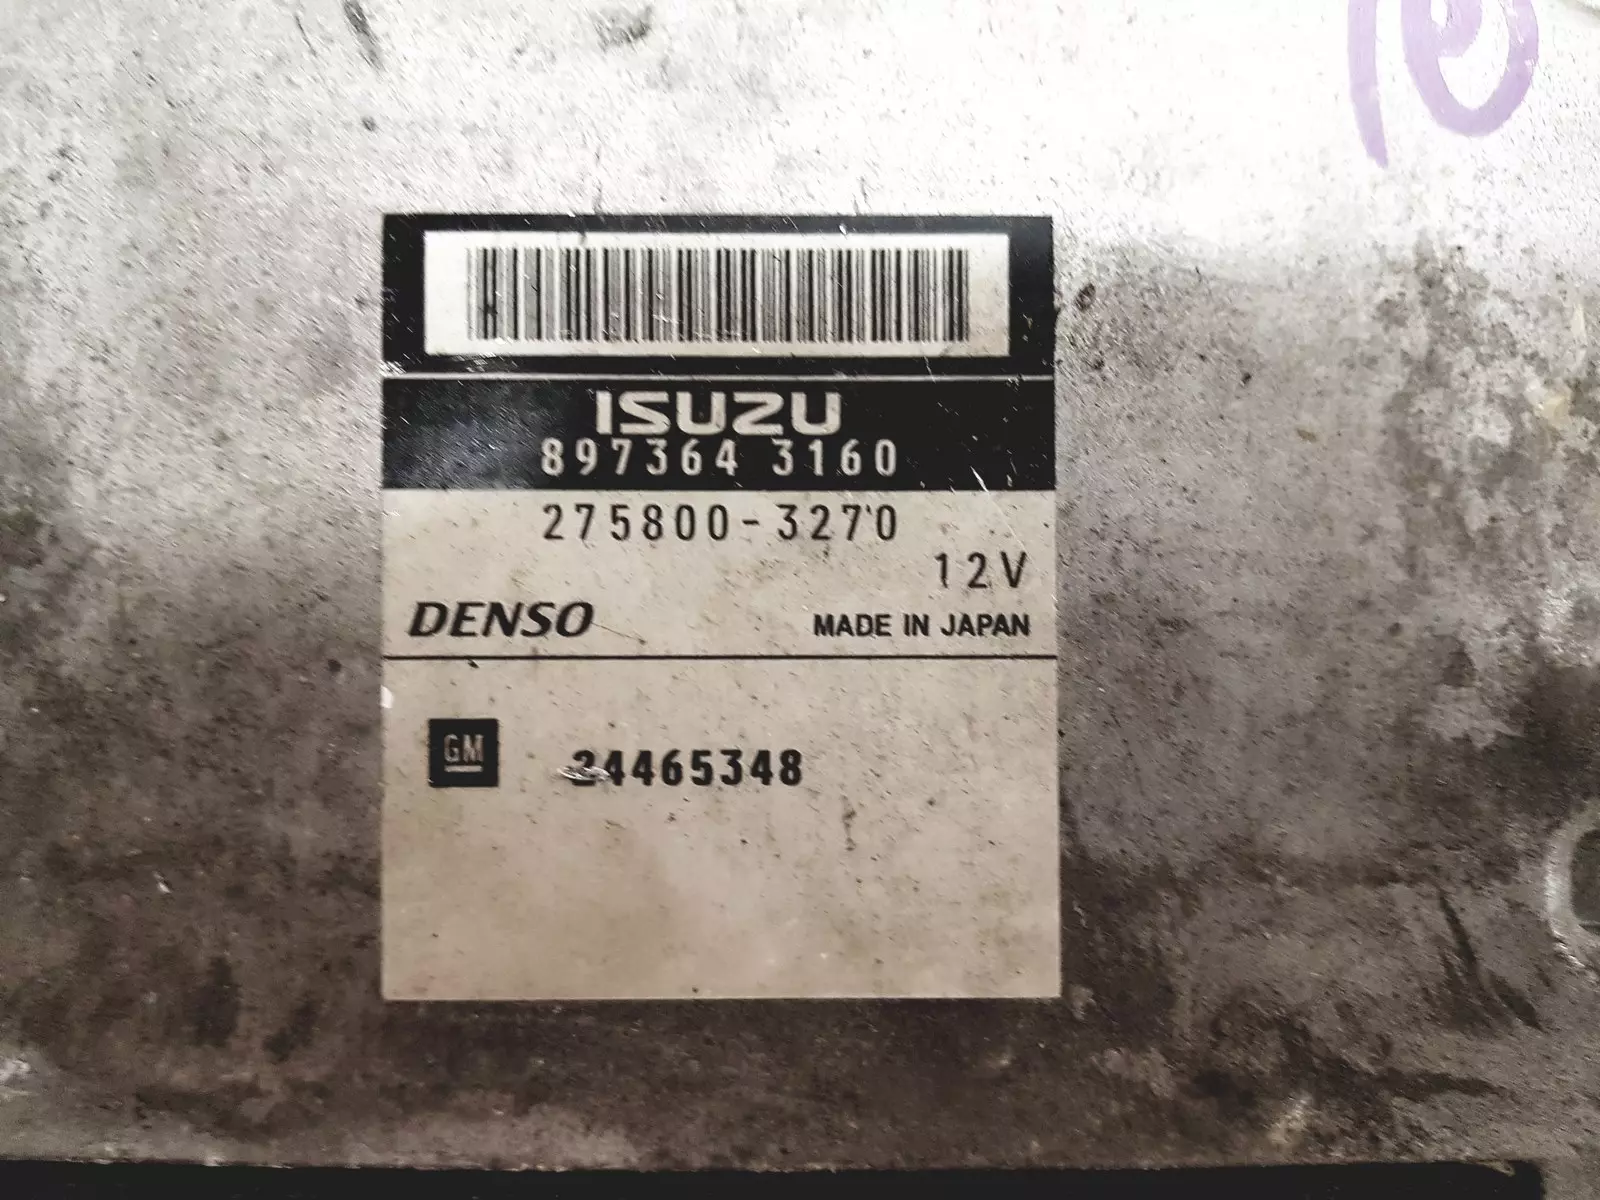 ISUZU
897364 3160
275800-3270
12V
DENSO MADE IN JAPAN
GM 24465348